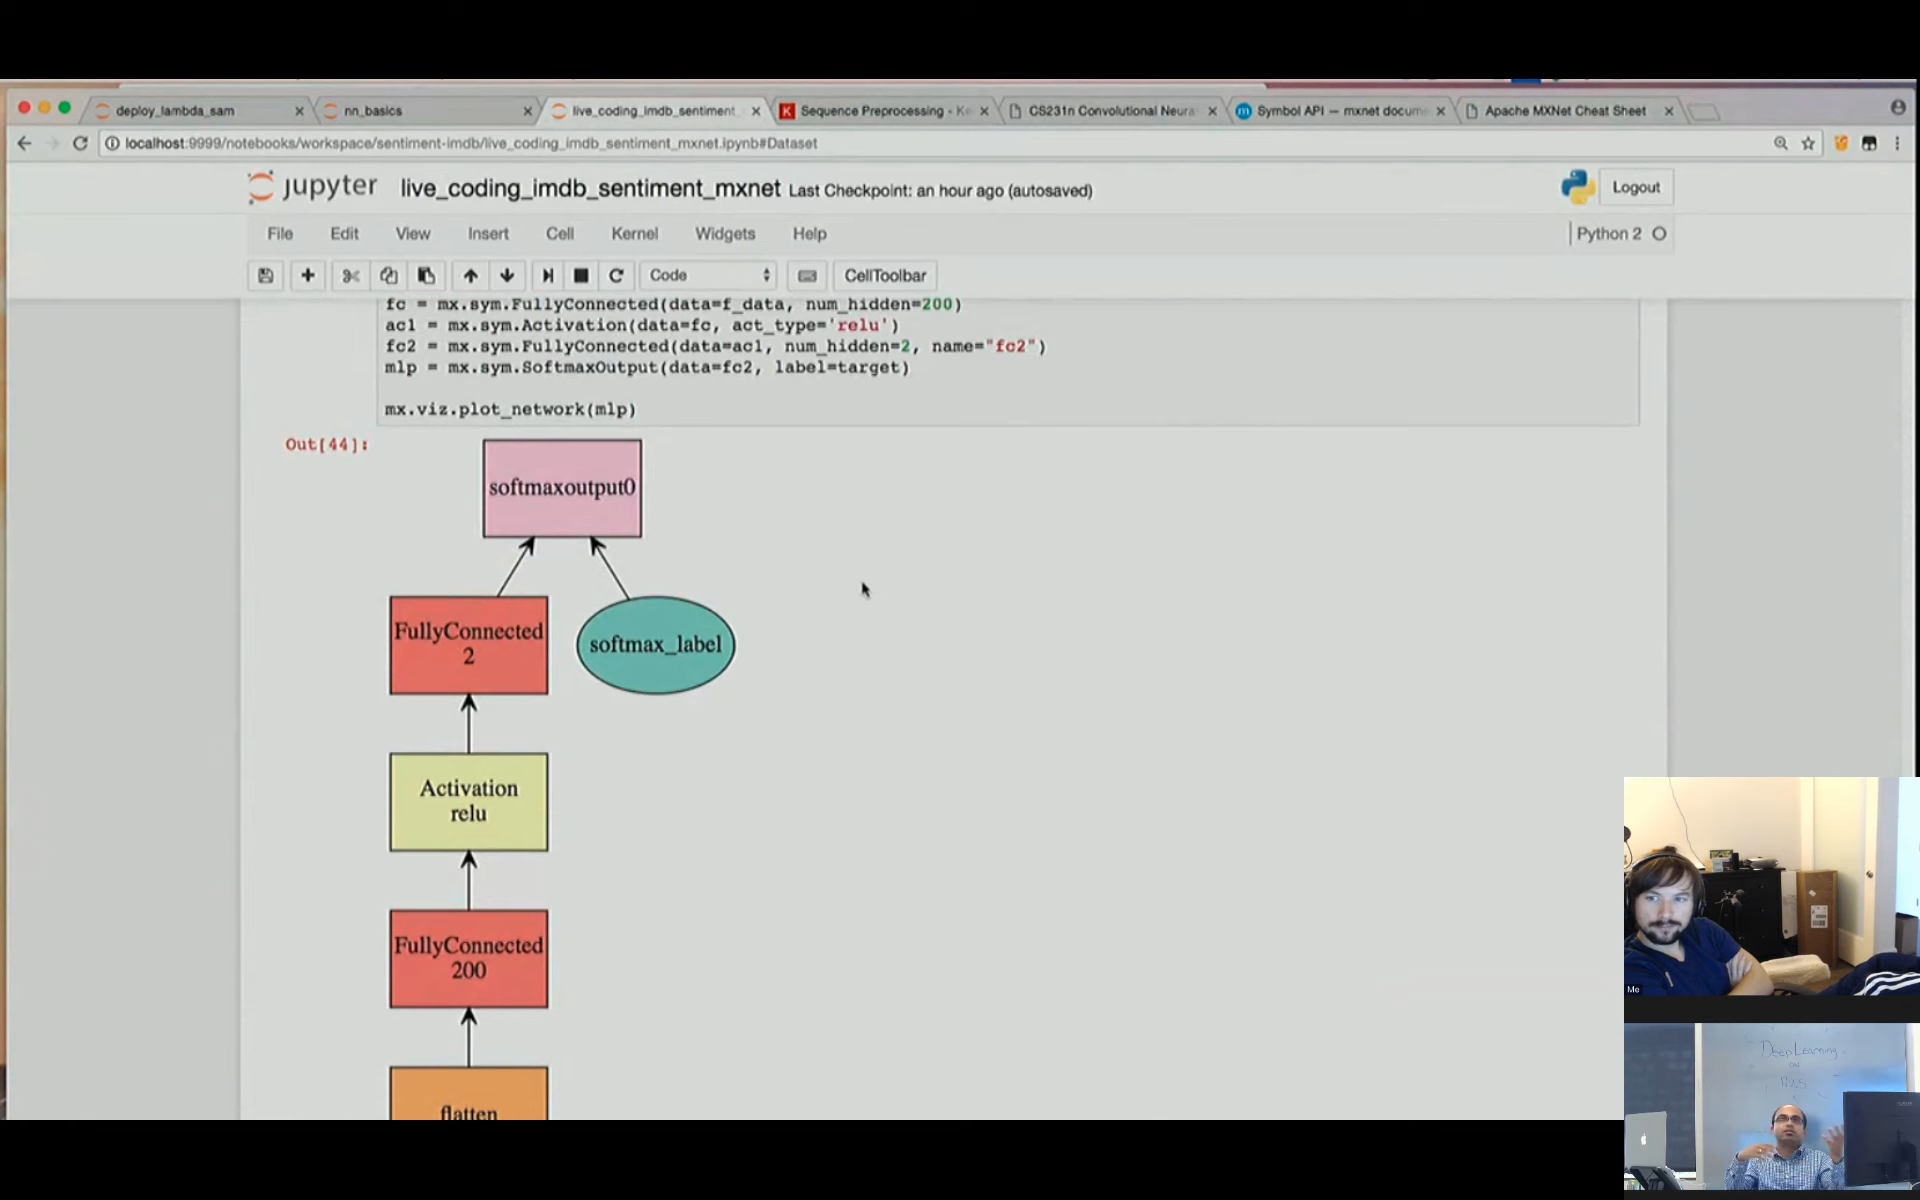 deploy_lambda_sam
nn_basics
live_coding_imdb_sentiment
Sequence Preprocessing - Ke
CS231n Convolutional Neura
Symbol API — mxnet docum
Apache MXNet Cheat Sheet
localhost:9999/notebooks/workspace/sentiment-imdb/live_coding_imdb_sentiment_mxnet.ipynb#Dataset
jupyter live_coding_imdb_sentiment_mxnet Last Checkpoint: an hour ago (autosaved)
Logout
File Edit View Insert Cell Kernel Widgets Help
Python 2
Code
CellToolbar
fc = mx.sym.FullyConnected(data=f_data, num_hidden=200)
ac1 = mx.sym.Activation(data=fc, act_type='relu')
fc2 = mx.sym.FullyConnected(data=ac1, num_hidden=2, name="fc2")
mlp = mx.sym.SoftmaxOutput(data=fc2, label=target)
mx.viz.plot_network(mlp)
Out[44]:
softmaxoutput0
FullyConnected
2
softmax_label
Activation
relu
FullyConnected
200
flatten
Me
Deep Learning
on
AWS